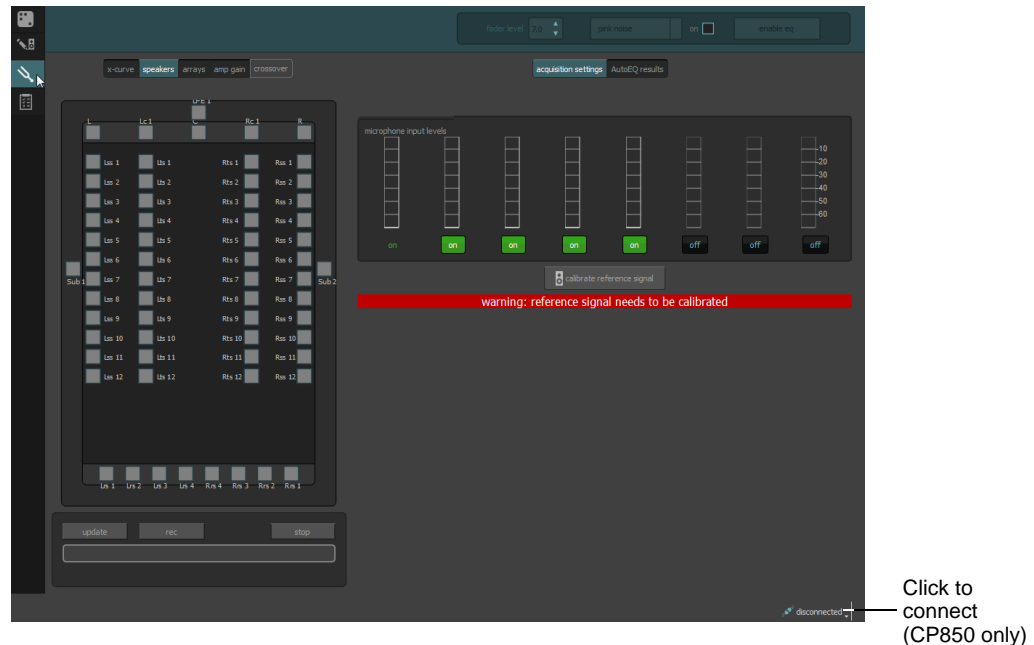 fader level 7.0 pink noise on enable eq
x-curve speakers arrays amp gain crossover
acquisition settings AutoEQ results
LFE 1
L Lc 1 C Rc 1 R
Lss 1 Lts 1 Rts 1 Rss 1
Lss 2 Lts 2 Rts 2 Rss 2
Lss 3 Lts 3 Rts 3 Rss 3
Lss 4 Lts 4 Rts 4 Rss 4
Lss 5 Lts 5 Rts 5 Rss 5
Lss 6 Lts 6 Rts 6 Rss 6
Sub 1 Lss 7 Lts 7 Rts 7 Rss 7 Sub 2
Lss 8 Lts 8 Rts 8 Rss 8
Lss 9 Lts 9 Rts 9 Rss 9
Lss 10 Lts 10 Rts 10 Rss 10
Lss 11 Lts 11 Rts 11 Rss 11
Lss 12 Lts 12 Rts 12 Rss 12
Lrs 1 Lrs 2 Lrs 3 Lrs 4 Rrs 4 Rrs 3 Rrs 2 Rrs 1
update rec stop
microphone input levels
-10
-20
-30
-40
-50
-60
on on on on on off off off
calibrate reference signal
warning: reference signal needs to be calibrated
disconnected
Click to
connect
(CP850 only)